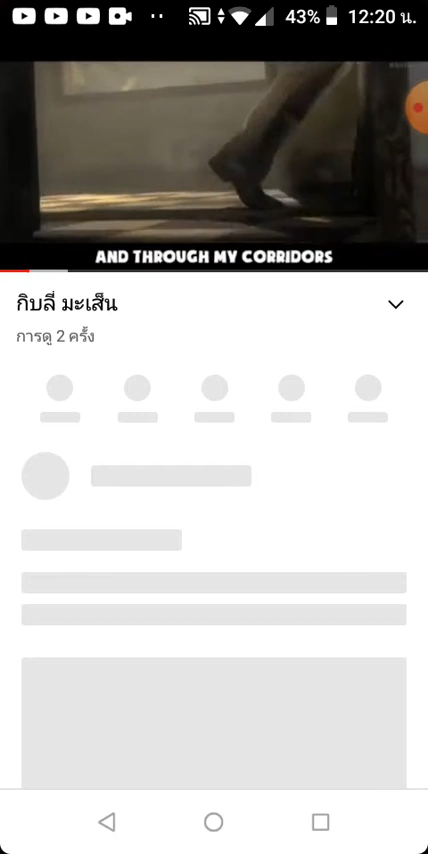 43% 12:20 น.
AND THROUGH MY CORRIDORS
กิบลี่ มะเส็น
การดู 2 ครั้ง